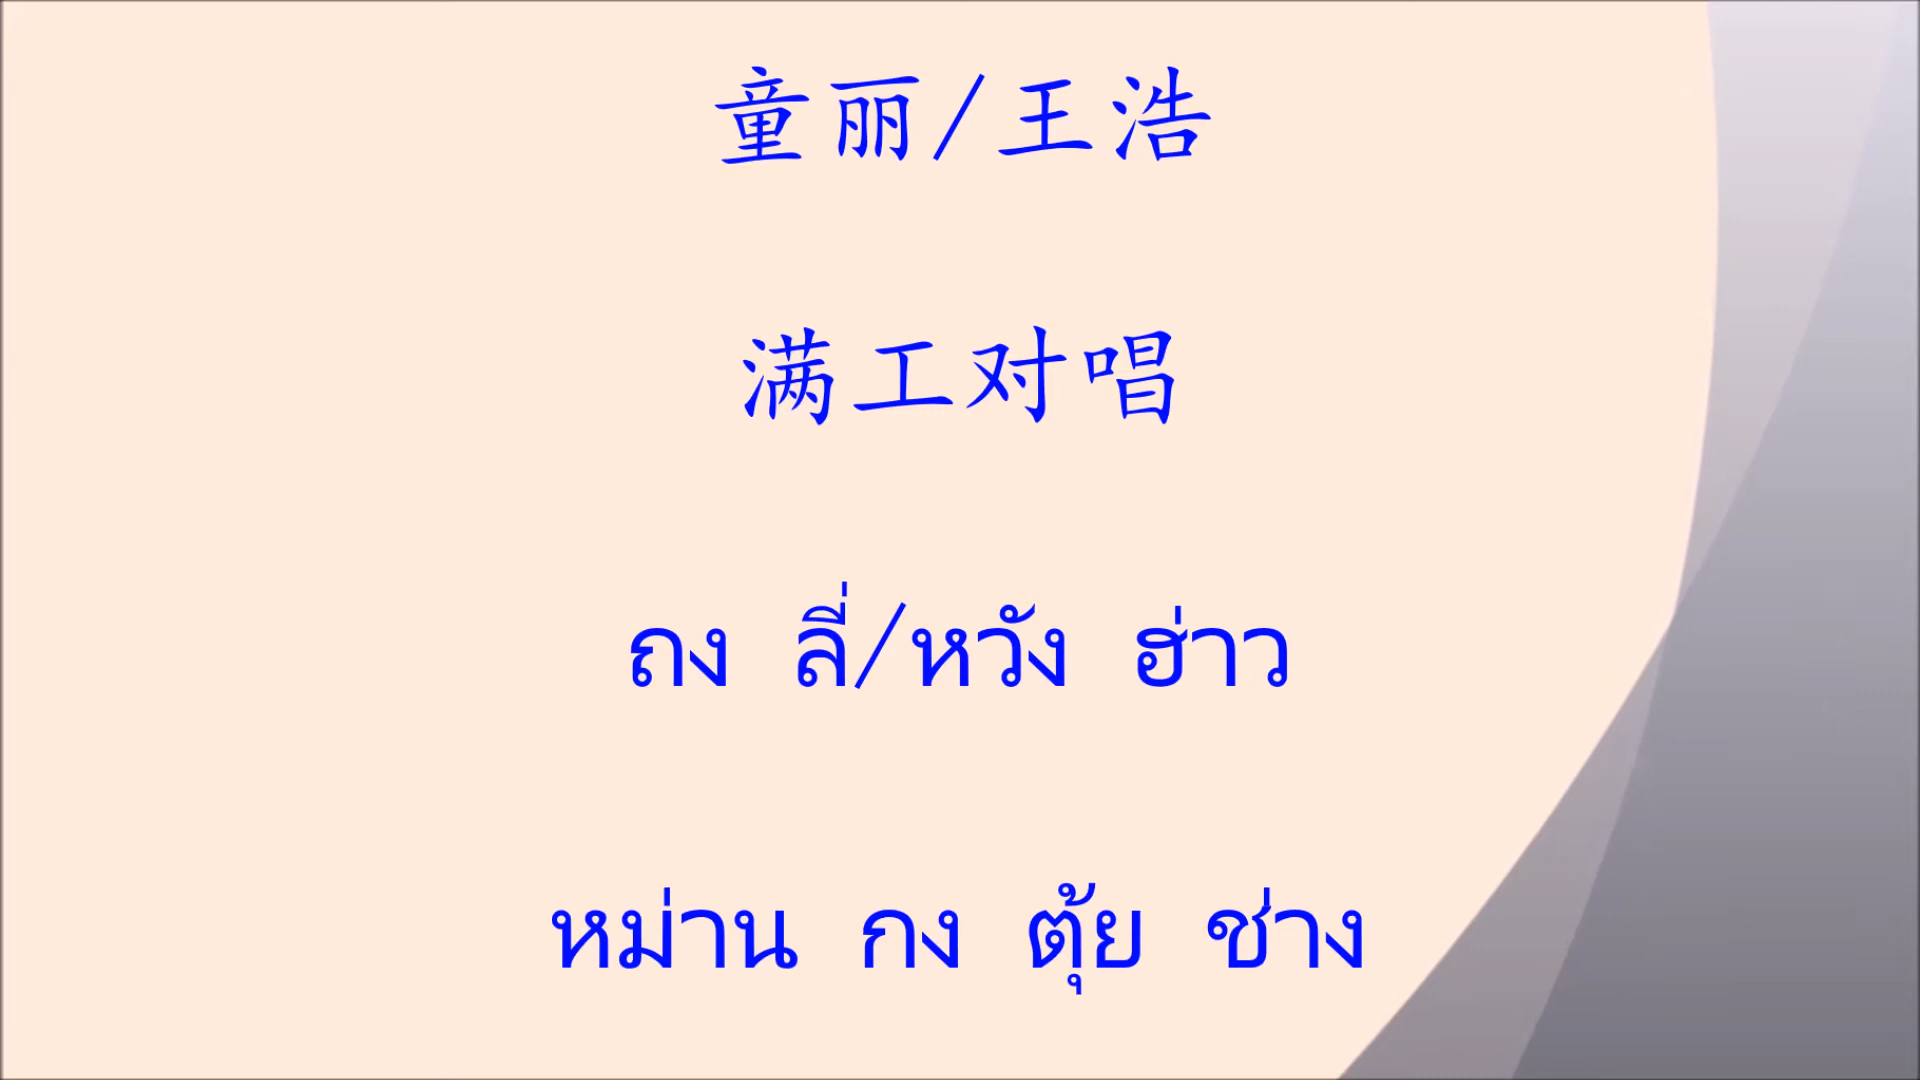 童丽/王浩
满工对唱
ถง ลี่/หวัง ฮ่าว
หม่าน กง ตุ้ย ช่าง